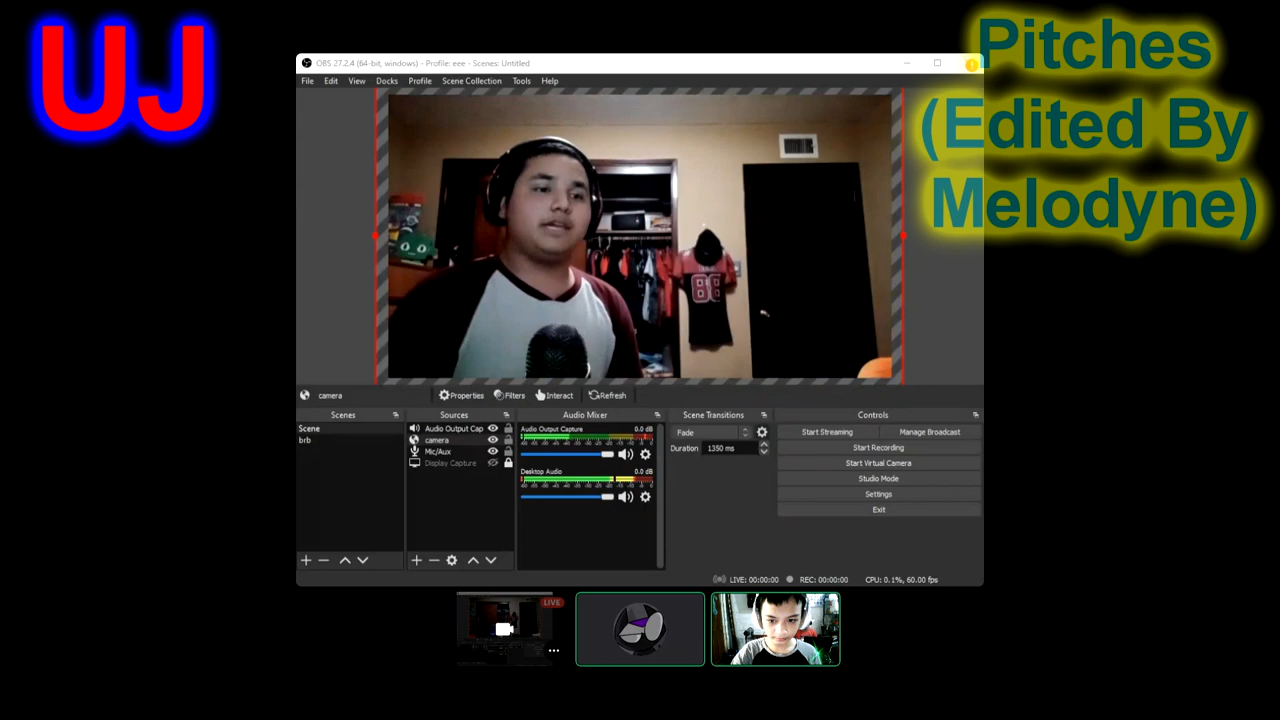 UJ
Pitches
(Edited By
Melodyne)
OBS 27.2.4 (64-bit, windows) - Profile: eee - Scenes: Untitled
File Edit View Docks Profile Scene Collection Tools Help
88
camera Properties Filters Interact Refresh
Scenes
Scene
brb
Sources
Audio Output Cap
camera
Mic/Aux
Display Capture
Audio Mixer
Audio Output Capture 0.0 dB
Desktop Audio 0.0 dB
Scene Transitions
Fade
Duration 1350 ms
Controls
Start Streaming Manage Broadcast
Start Recording
Start Virtual Camera
Studio Mode
Settings
Exit
LIVE: 00:00:00 REC: 00:00:00 CPU: 0.1%, 60.00 fps
LIVE